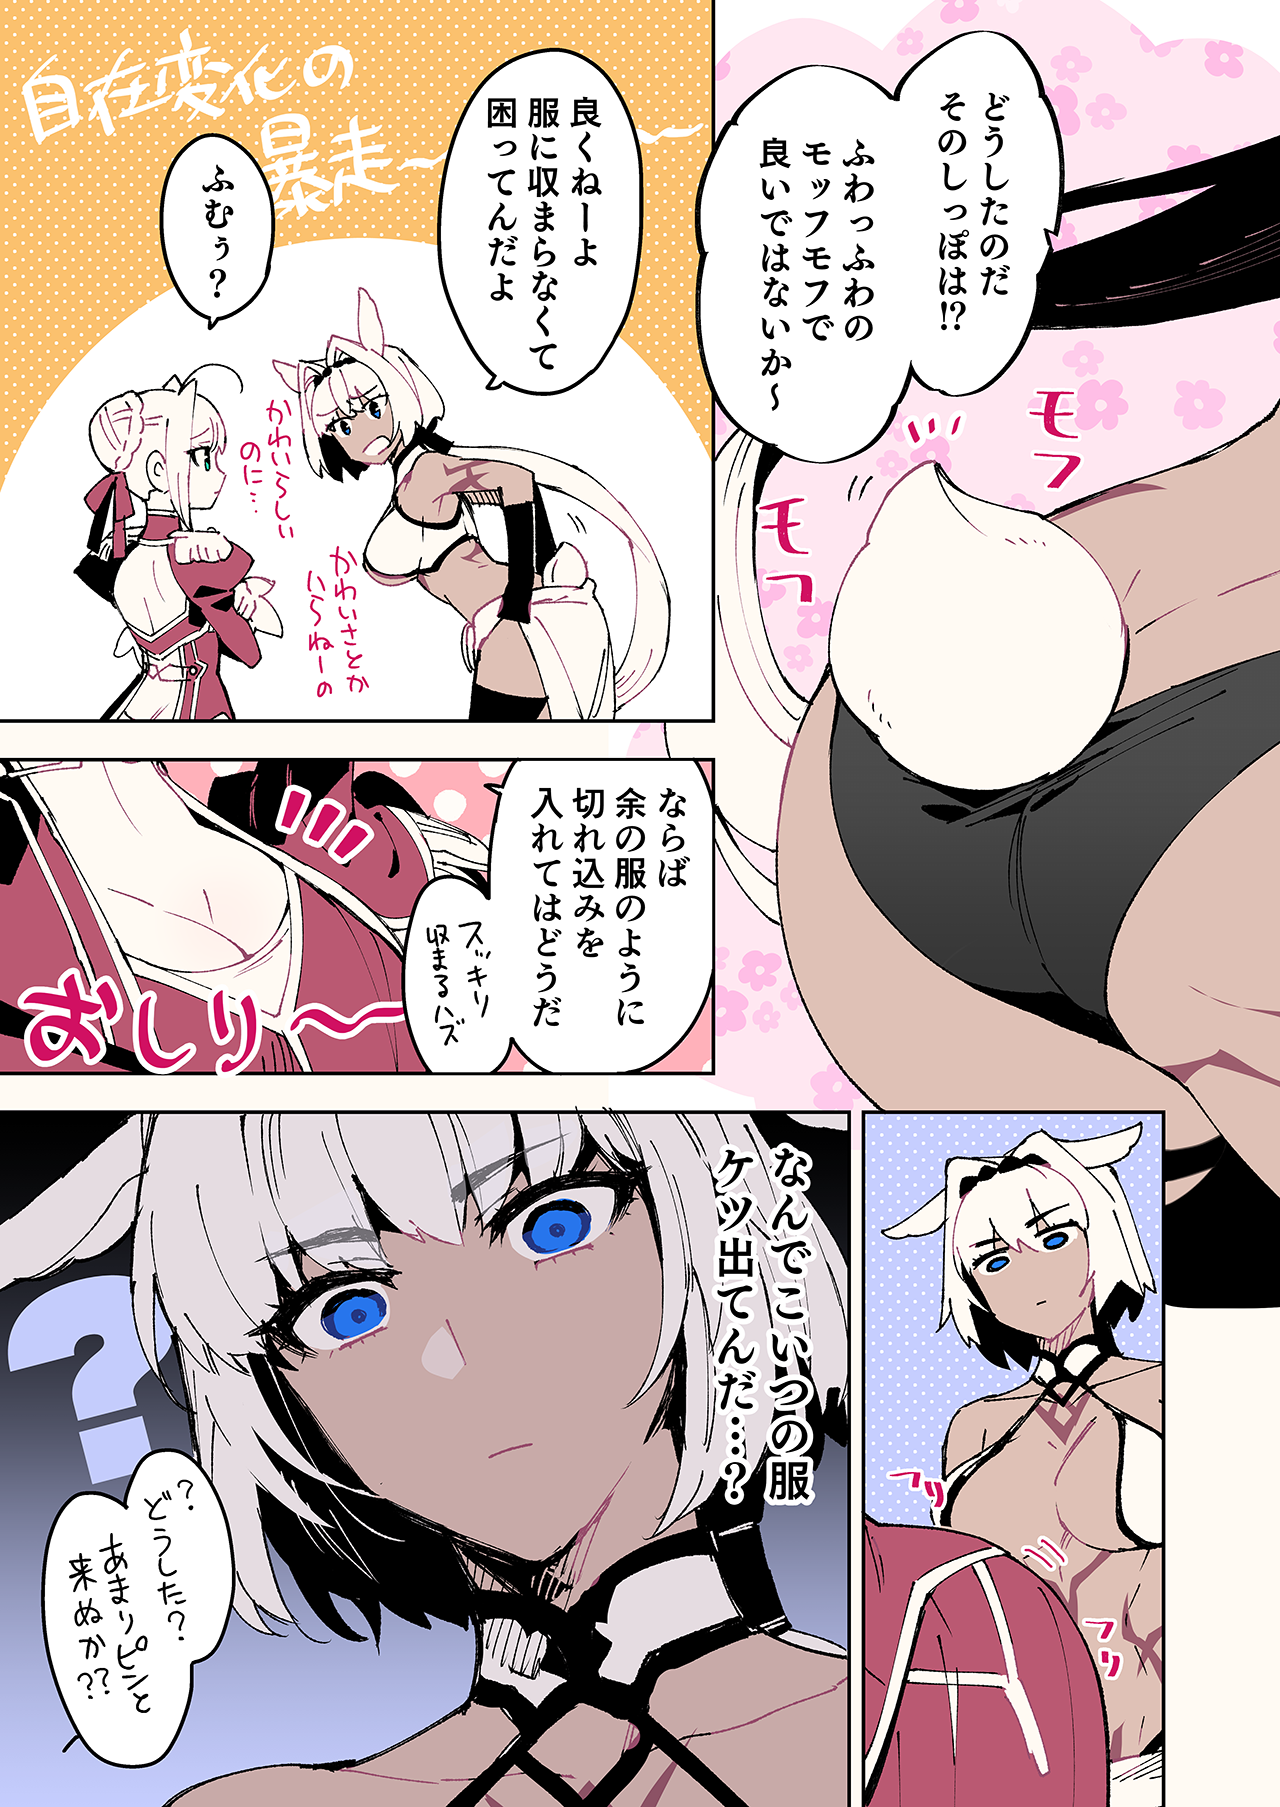 どうしたのだ
そのしっぽは!?
ふわっふわの
モッフモフで
良いではないか〜
モフ
モフ
良くねーよ
服に収まらなくて
困ってんだよ
自在変化の
暴走〜
ふむぅ?
かわいらしい
のに…
かわいさとか
いらねーの
ならば
余の服のように
切れ込みを
入れてはどうだ
スッキリ
収まるハズ
おしり〜
フリ
フリ
なんでこいつの服
ケツ出てんだ…?
?
?
どうした?
あまりピンと
来ぬか??